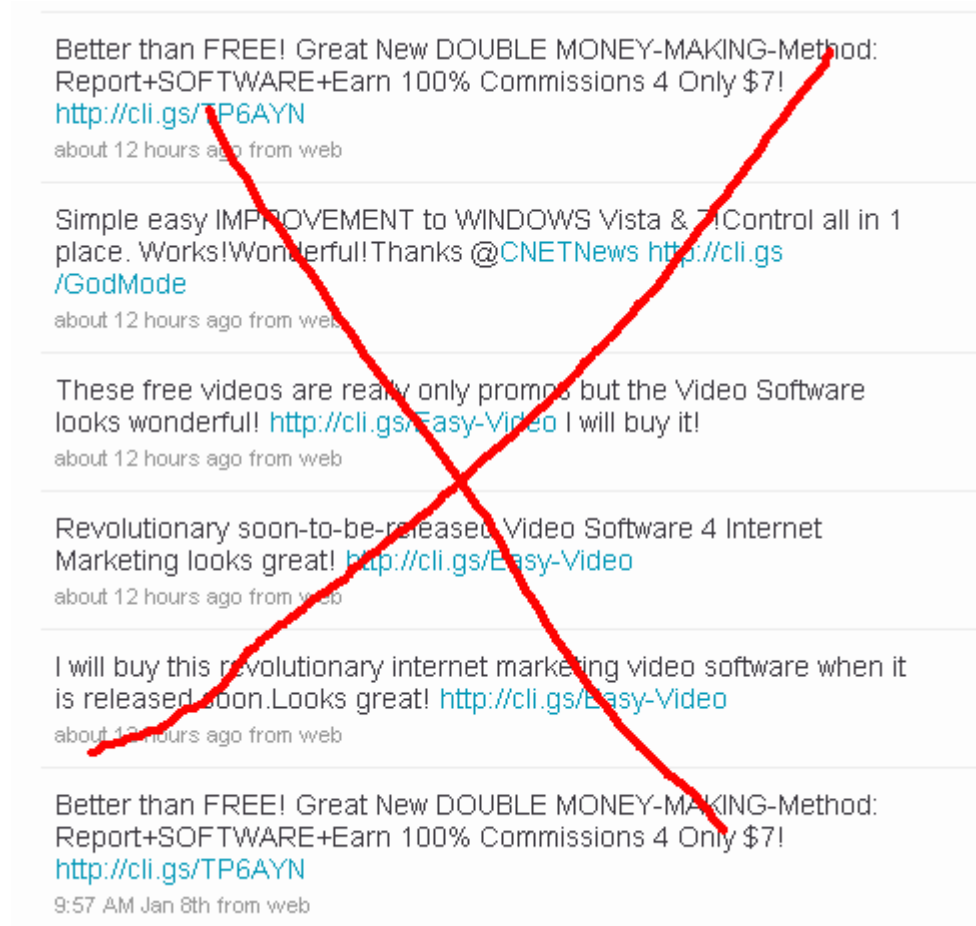 Better than FREE! Great New DOUBLE MONEY-MAKING-Method:
Report+SOFTWARE+Earn 100% Commissions 4 Only $7!
http://cli.gs/TP6AYN
about 12 hours ago from web
Simple easy IMPROVEMENT to WINDOWS Vista & 7!Control all in 1
place. Works!Wonderful!Thanks @CNETNews http://cli.gs
/GodMode
about 12 hours ago from web
These free videos are really only promos but the Video Software
looks wonderful! http://cli.gs/Easy-Video I will buy it!
about 12 hours ago from web
Revolutionary soon-to-be-released Video Software 4 Internet
Marketing looks great! http://cli.gs/Easy-Video
about 12 hours ago from web
I will buy this revolutionary internet marketing video software when it
is released soon.Looks great! http://cli.gs/Easy-Video
about 12 hours ago from web
Better than FREE! Great New DOUBLE MONEY-MAKING-Method:
Report+SOFTWARE+Earn 100% Commissions 4 Only $7!
http://cli.gs/TP6AYN
9:57 AM Jan 8th from web